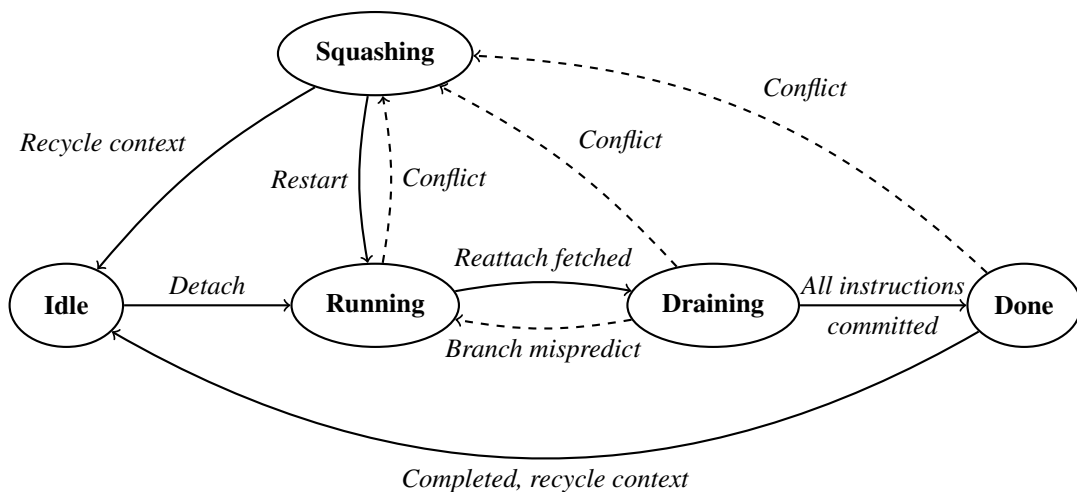 Squashing
Conflict
Conflict
Recycle context
Restart
Conflict
Reattach fetched
Detach
All instructions
Idle
Running
Draining
Done
committed
Branch mispredict
Completed, recycle context